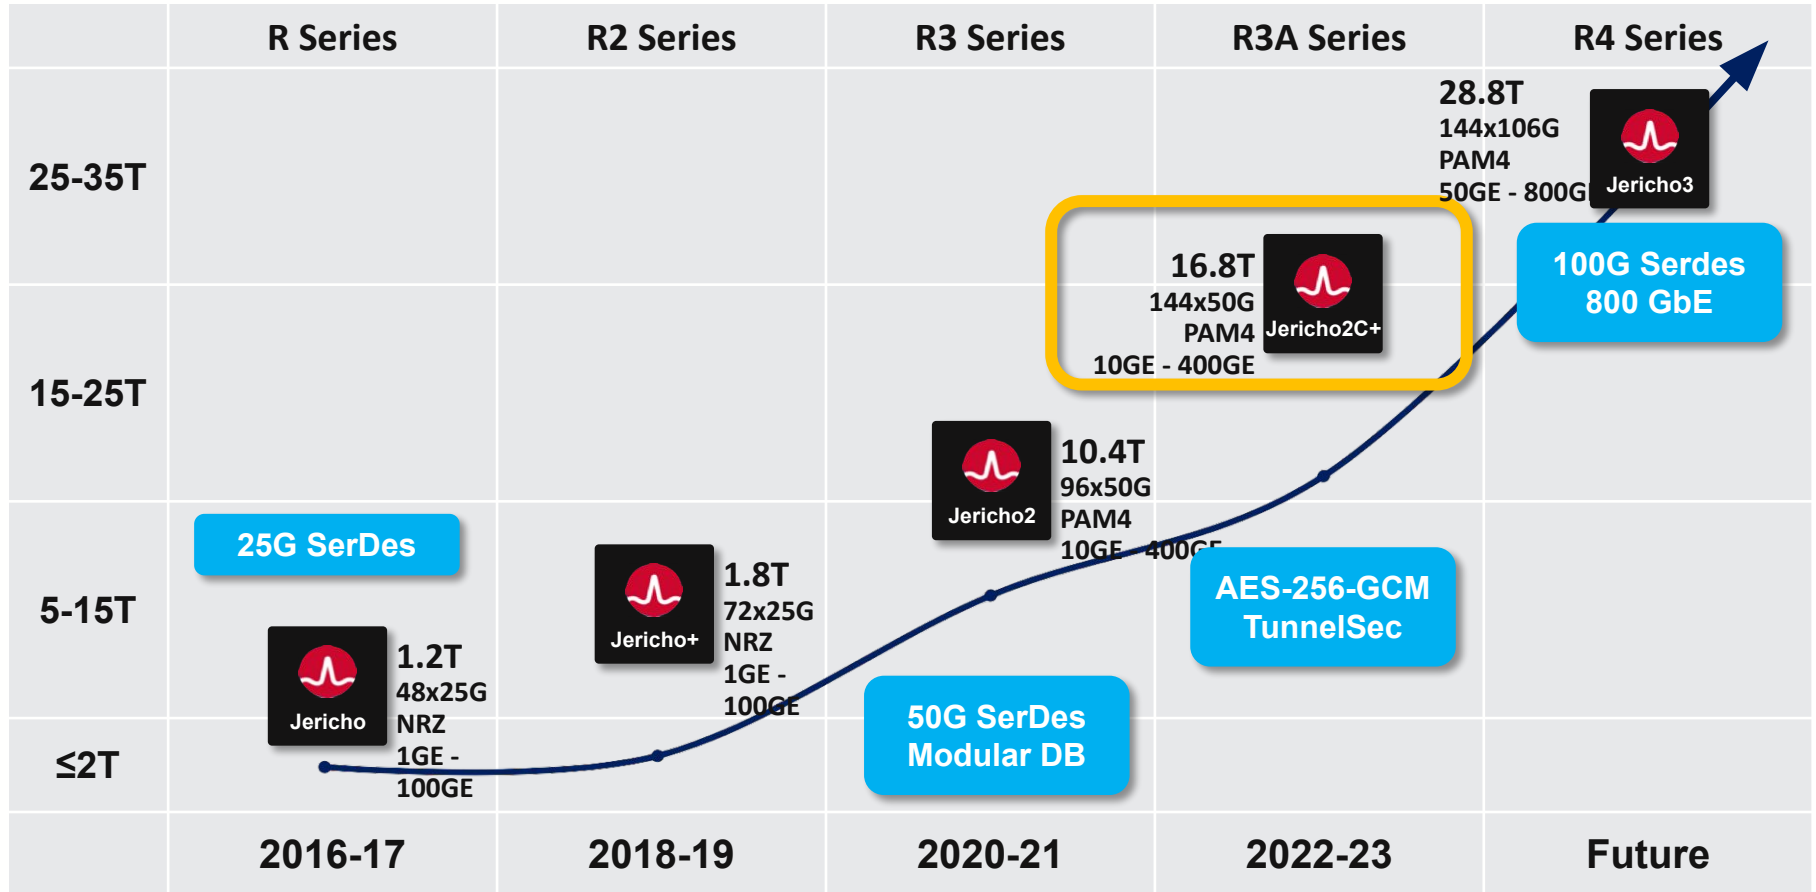 R Series
R2 Series
R3 Series
R3A Series
R4 Series
25-35T
28.8T
144x106G
PAM4
50GE - 800G
Jericho3
100G Serdes
800 GbE
15-25T
16.8T
144x50G
PAM4
10GE - 400GE
Jericho2C+
5-15T
25G SerDes
Jericho+
1.8T
72x25G
NRZ
1GE -
100GE
Jericho2
10.4T
96x50G
PAM4
10GE - 400GE
AES-256-GCM
TunnelSec
≤2T
Jericho
1.2T
48x25G
NRZ
1GE -
100GE
50G SerDes
Modular DB
2016-17
2018-19
2020-21
2022-23
Future